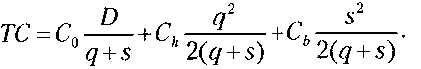 TC = C_0 \frac{D}{q+s} + C_h \frac{q^2}{2(q+s)} + C_b \frac{s^2}{2(q+s)}.